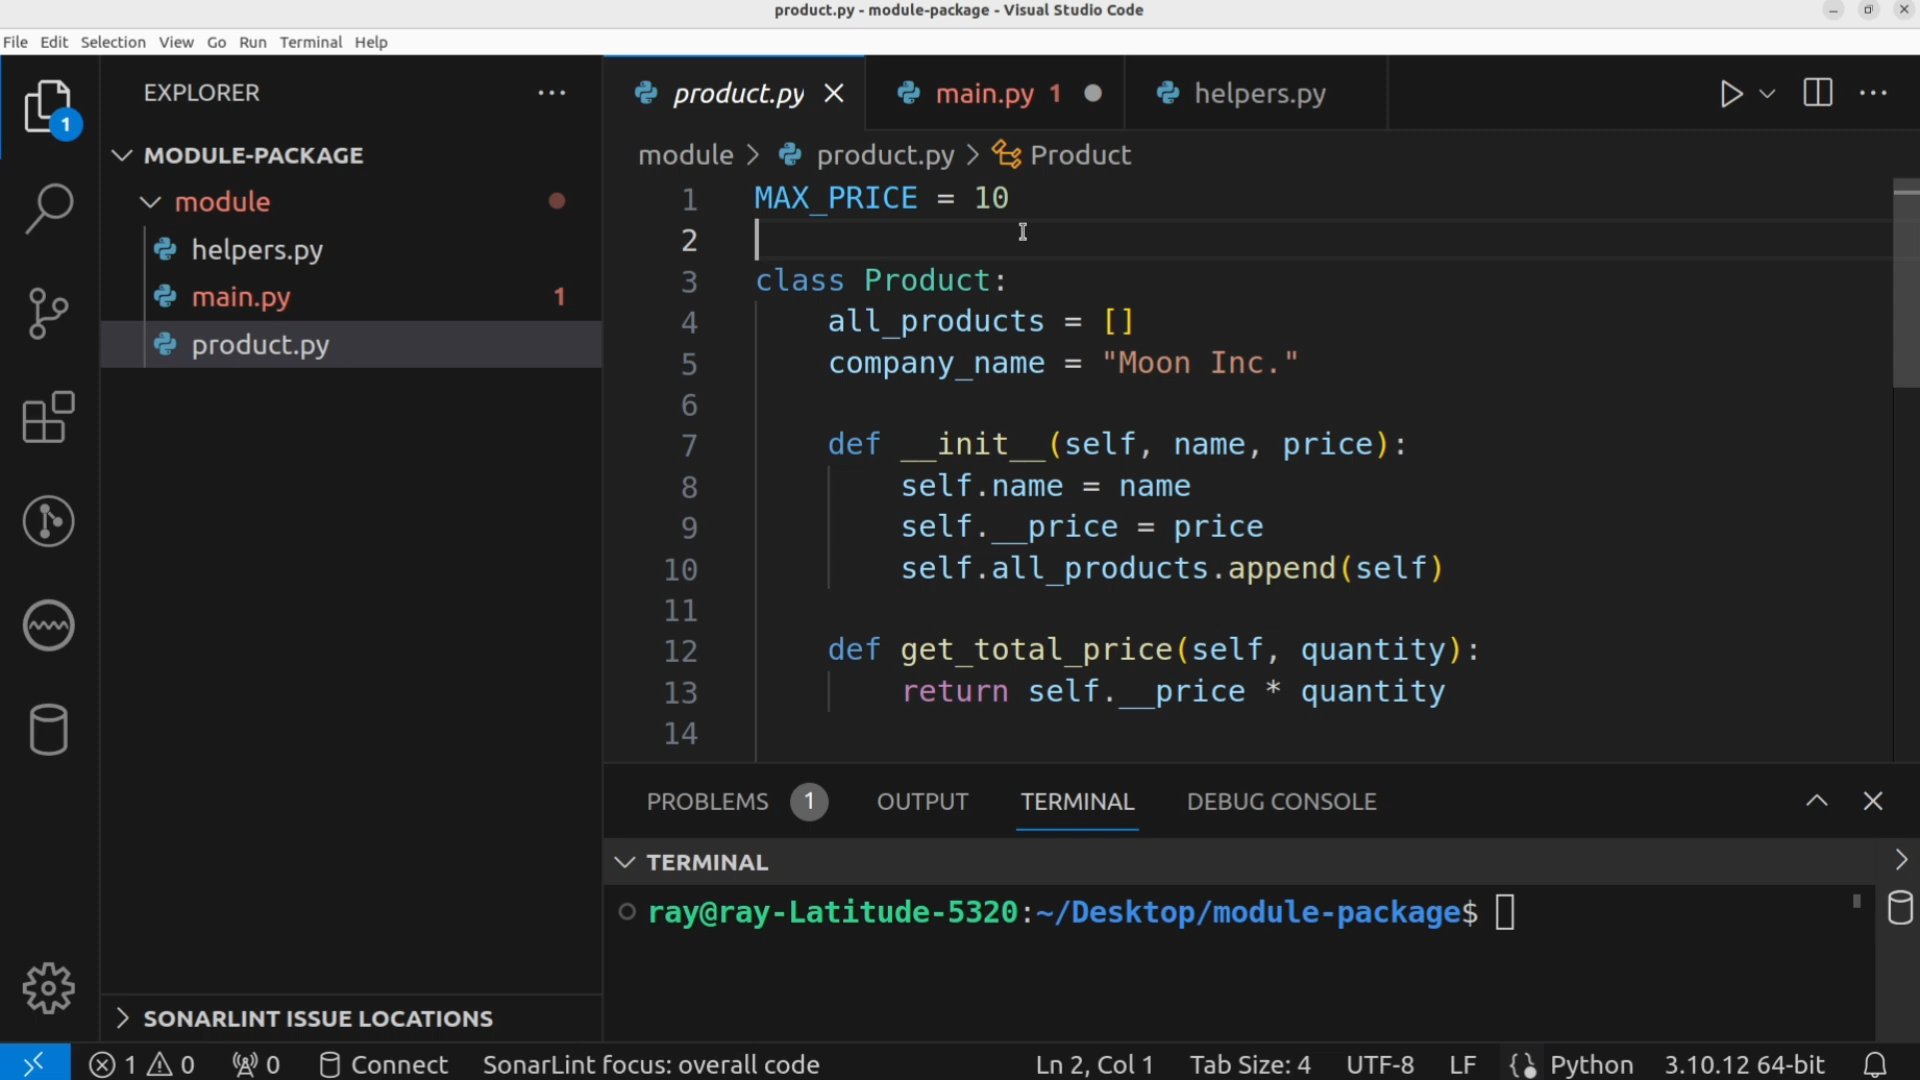 product.py - module-package - Visual Studio Code
File Edit Selection View Go Run Terminal Help
EXPLORER
1
MODULE-PACKAGE
module
helpers.py
main.py 1
product.py
SONARLINT ISSUE LOCATIONS
product.py main.py 1 helpers.py
module > product.py > Product
1 MAX_PRICE = 10
2
3 class Product:
4 all_products = []
5 company_name = "Moon Inc."
6
7 def __init__(self, name, price):
8 self.name = name
9 self.__price = price
10 self.all_products.append(self)
11
12 def get_total_price(self, quantity):
13 return self.__price * quantity
14
PROBLEMS 1 OUTPUT TERMINAL DEBUG CONSOLE
TERMINAL
ray@ray-Latitude-5320:~/Desktop/module-package$
1 0 0 Connect SonarLint focus: overall code Ln 2, Col 1 Tab Size: 4 UTF-8 LF Python 3.10.12 64-bit